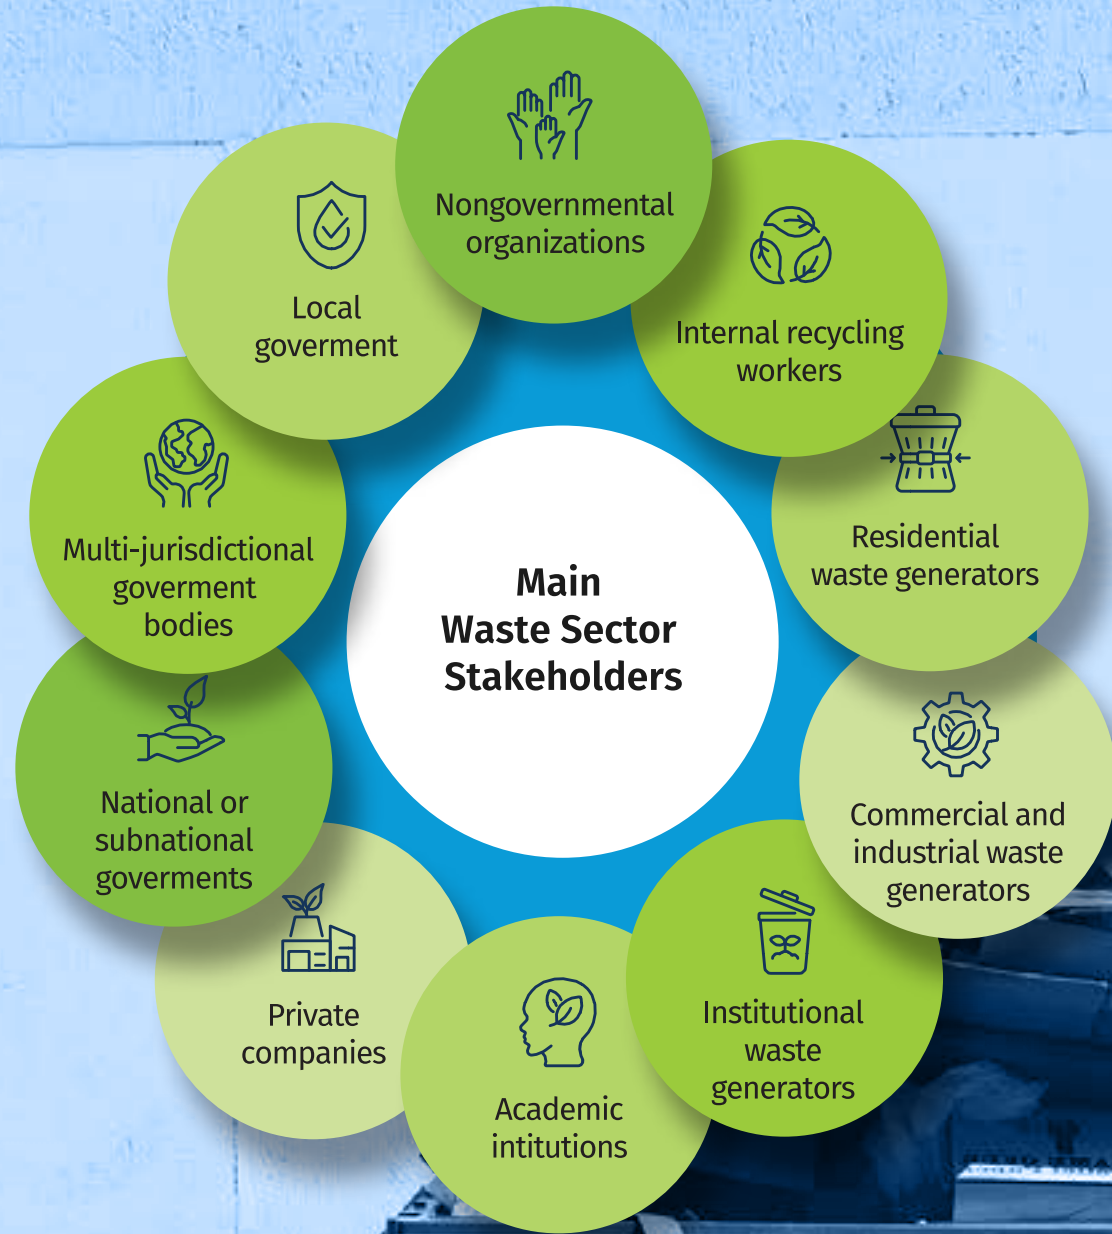 Main
Waste Sector
Stakeholders
Nongovernmental
organizations
Internal recycling
workers
Residential
waste generators
Commercial and
industrial waste
generators
Institutional
waste
generators
Academic
intitutions
Private
companies
National or
subnational
goverments
Multi-jurisdictional
goverment
bodies
Local
goverment